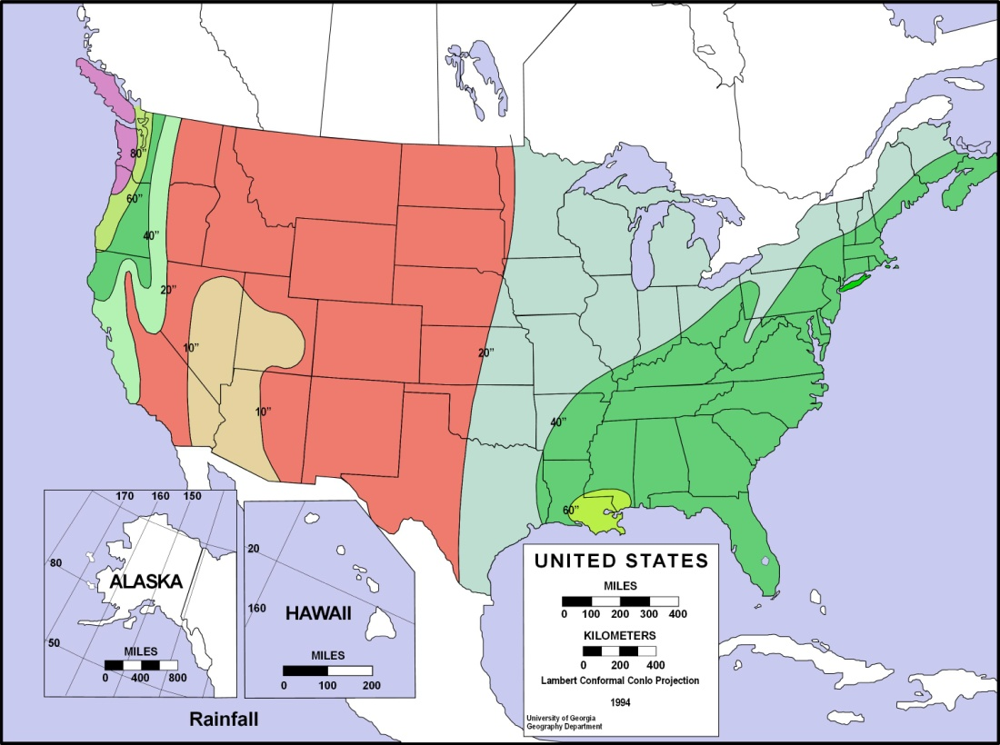 80"
60"
40"
20"
10"
10"
20"
40"
60"
170 160 150
80
50
ALASKA
MILES
0 400 800
20
160
HAWAII
MILES
0 100 200
Rainfall
UNITED STATES
MILES
0 100 200 300 400
KILOMETERS
0 200 400
Lambert Conformal Conlo Projection
1994
University of Georgia
Geography Department